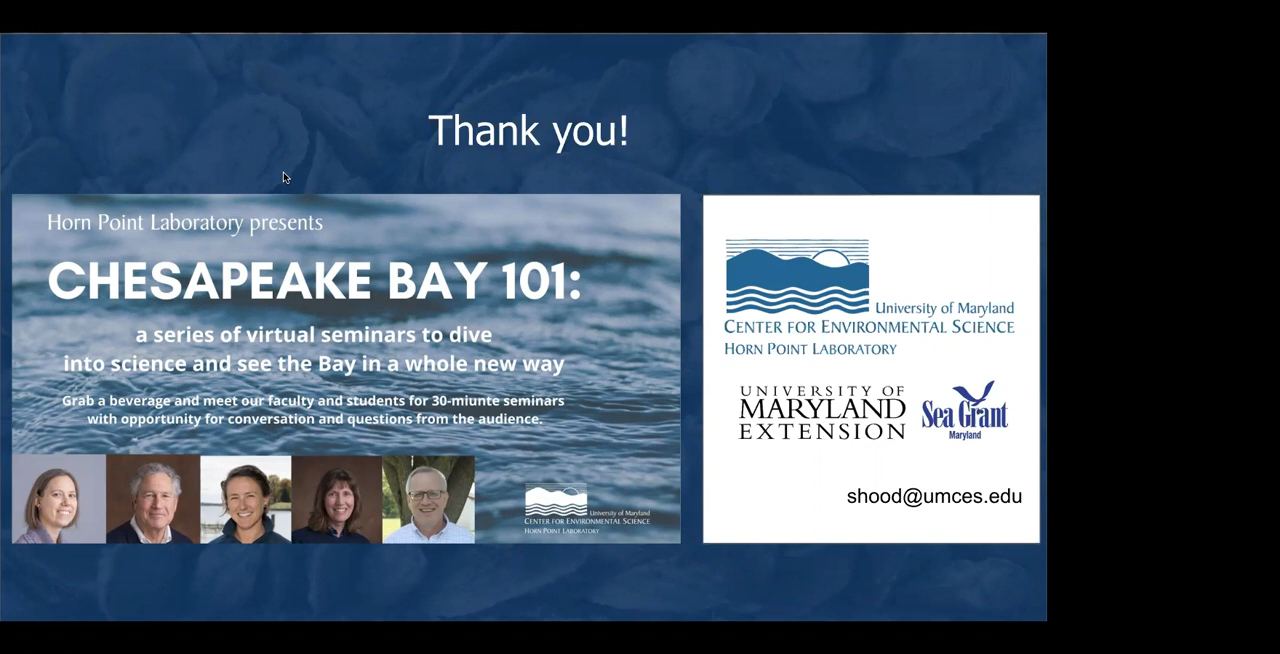 Thank you!
Horn Point Laboratory presents
CHESAPEAKE BAY 101:
a series of virtual seminars to dive
into science and see the Bay in a whole new way
Grab a beverage and meet our faculty and students for 30-miunte seminars
with opportunity for conversation and questions from the audience.
University of Maryland
CENTER FOR ENVIRONMENTAL SCIENCE
HORN POINT LABORATORY
University of Maryland
CENTER FOR ENVIRONMENTAL SCIENCE
HORN POINT LABORATORY
UNIVERSITY OF
MARYLAND
EXTENSION
Sea Grant
Maryland
shood@umces.edu